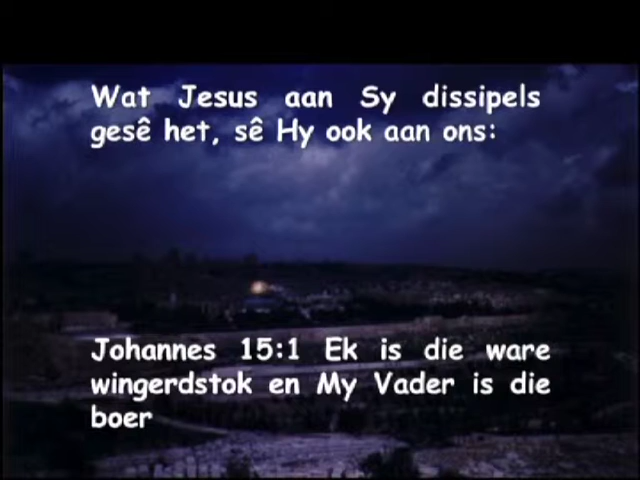 Wat Jesus aan Sy dissipels
gesê het, sê Hy ook aan ons:
Johannes 15:1 Ek is die ware
wingerdstok en My Vader is die
boer